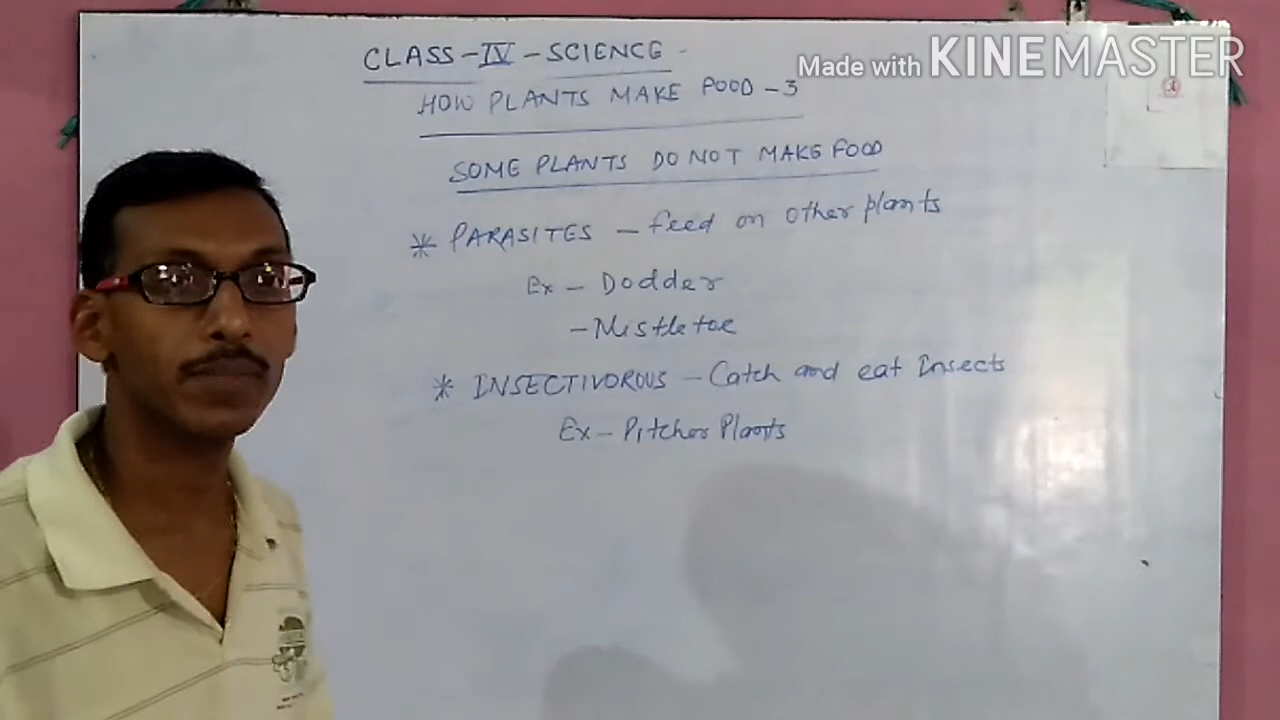 CLASS-IV-SCIENCE-
Made with KINEMASTER
HOW PLANTS MAKE FOOD-3
SOME PLANTS DO NOT MAKE FOOD
* PARASITES - feed on other plants
Ex - Dodder
- Mistletoe
* INSECTIVOROUS - Catch and eat Insects
Ex - Pitcher Plants